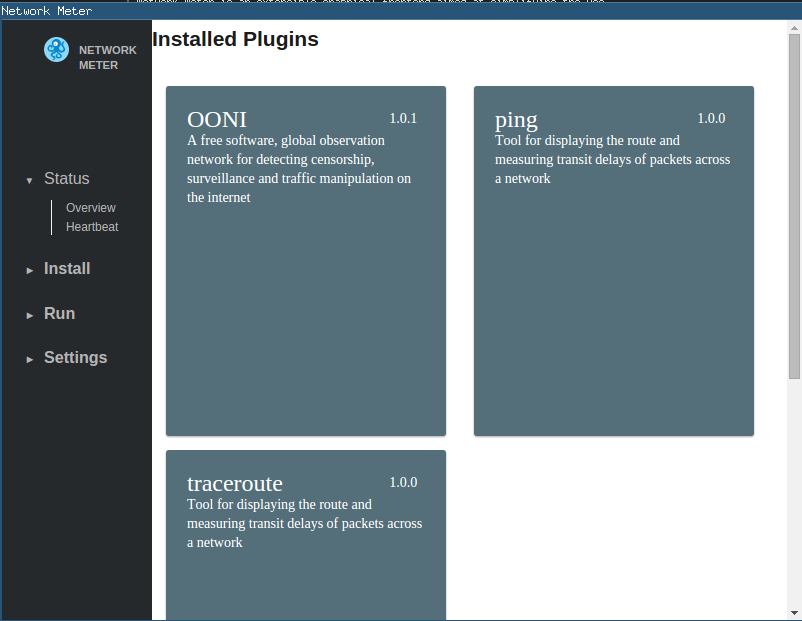 Network Meter
NETWORK
METER
Status
Overview
Heartbeat
Install
Run
Settings
Installed Plugins
OONI 1.0.1
A free software, global observation
network for detecting censorship,
surveillance and traffic manipulation on
the internet
ping 1.0.0
Tool for displaying the route and
measuring transit delays of packets across
a network
traceroute 1.0.0
Tool for displaying the route and
measuring transit delays of packets across
a network